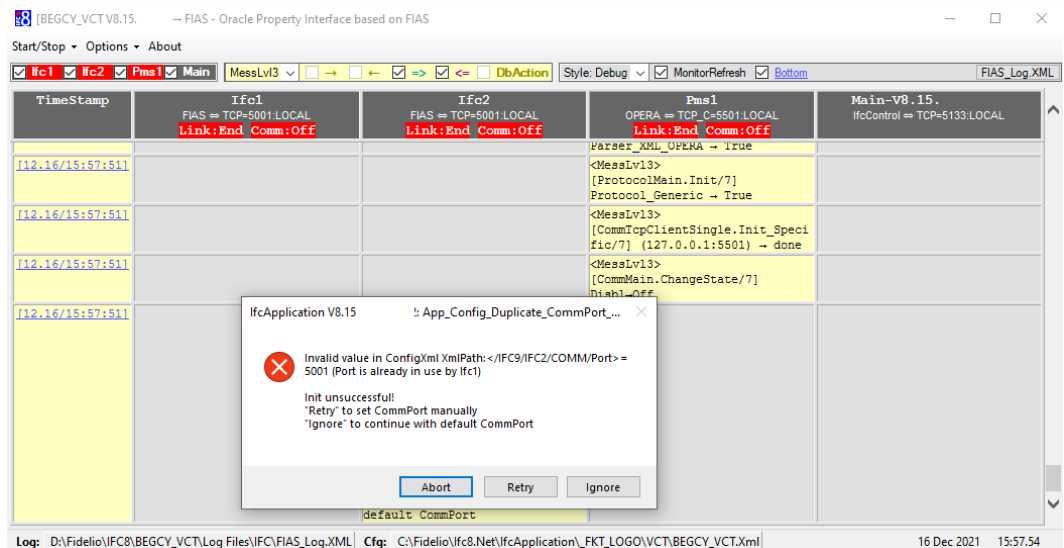 [BEGCY_VCT V8.15. → FIAS - Oracle Property Interface based on FIAS
Start/Stop Options About
Ifc1 Ifc2 Pms1 Main MessLvl3 → ← => <= DbAction Style: Debug MonitorRefresh Bottom FIAS_Log.XML
TimeStamp Ifc1 Ifc2 Pms1 Main-V8.15.
FIAS ⇔ TCP=5001:LOCAL FIAS ⇔ TCP=5001:LOCAL OPERA ⇔ TCP_C=5501:LOCAL IfcControl ⇔ TCP=5133:LOCAL
Link:End Comm:Off Link:End Comm:Off Link:End Comm:Off
Parser_XML_OPERA → True
[12.16/15:57:51] <MessLvl3>
[ProtocolMain.Init/7]
Protocol_Generic → True
[12.16/15:57:51] <MessLvl3>
[CommTcpClientSingle.Init_Speci
fic/7] (127.0.0.1:5501) → done
[12.16/15:57:51] <MessLvl3>
[CommMain.ChangeState/7]
Disbl→Off
[12.16/15:57:51]
IfcApplication V8.15 !: App_Config_Duplicate_CommPort_...
Invalid value in ConfigXml XmlPath:</IFC9/IFC2/COMM/Port> =
5001 (Port is already in use by Ifc1)
Init unsuccessful!
"Retry" to set CommPort manually
"Ignore" to continue with default CommPort
Abort Retry Ignore
default CommPort
Log: D:\Fidelio\IFC8\BEGCY_VCT\Log Files\IFC\FIAS_Log.XML Cfg: C:\Fidelio\Ifc8.Net\IfcApplication\_FKT_LOGO\VCT\BEGCY_VCT.Xml 16 Dec 2021 15:57.54